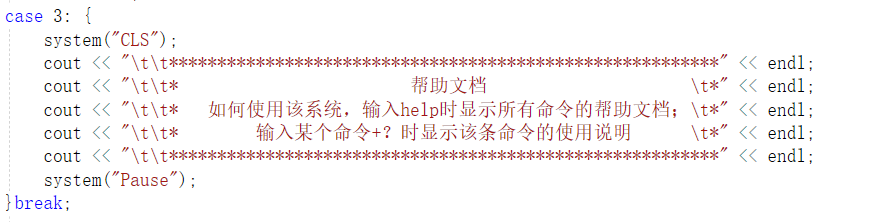 case 3: {
    system("CLS");
    cout << "\t\t*********************************************************" << endl;
    cout << "\t\t*                        帮助文档                     \t*" << endl;
    cout << "\t\t*   如何使用该系统，输入help时显示所有命令的帮助文档； \t*" << endl;
    cout << "\t\t*        输入某个命令+？时显示该条命令的使用说明      \t*" << endl;
    cout << "\t\t*********************************************************" << endl;
    system("Pause");
}break;